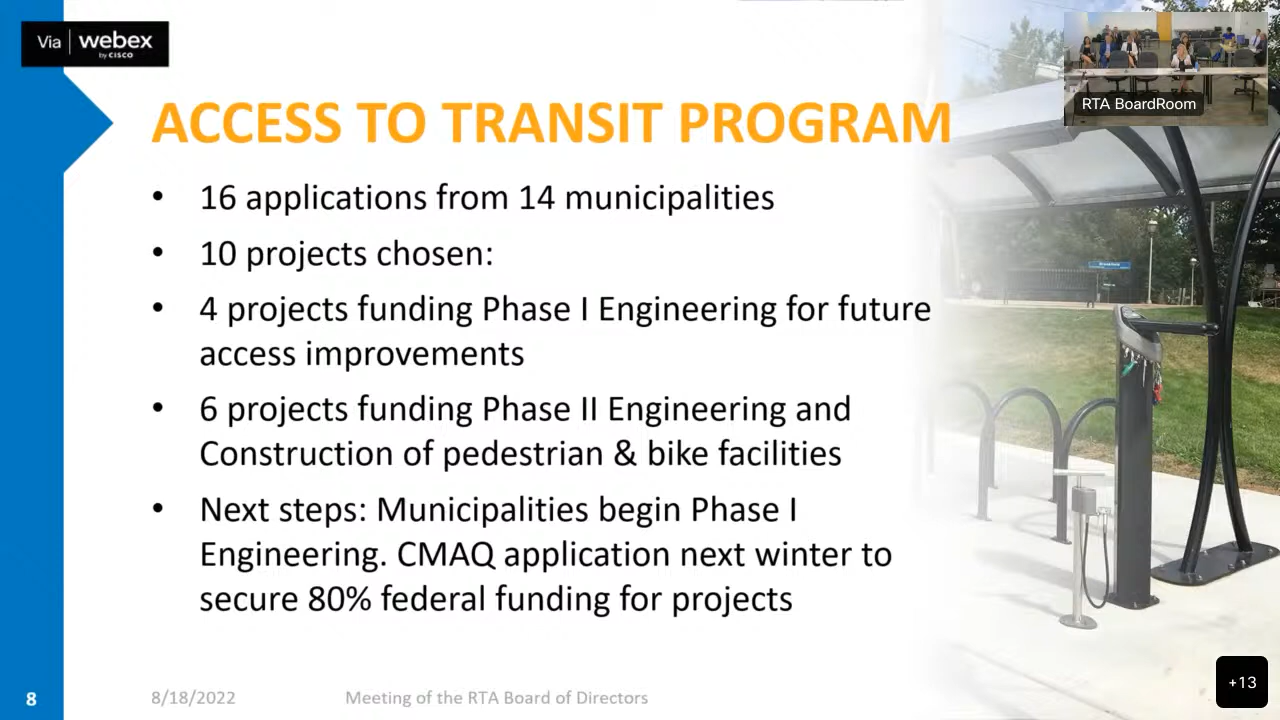 Via webex
by CISCO
RTA BoardRoom
ACCESS TO TRANSIT PROGRAM
• 16 applications from 14 municipalities
• 10 projects chosen:
• 4 projects funding Phase I Engineering for future
access improvements
• 6 projects funding Phase II Engineering and
Construction of pedestrian & bike facilities
• Next steps: Municipalities begin Phase I
Engineering. CMAQ application next winter to
secure 80% federal funding for projects
8
8/18/2022
Meeting of the RTA Board of Directors
+13